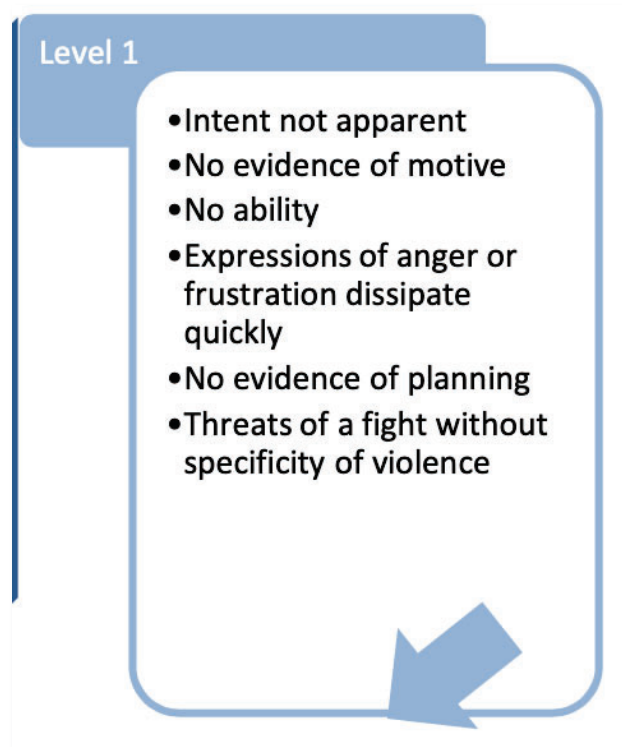 Level 1
•Intent not apparent
•No evidence of motive
•No ability
•Expressions of anger or
frustration dissipate
quickly
•No evidence of planning
•Threats of a fight without
specificity of violence